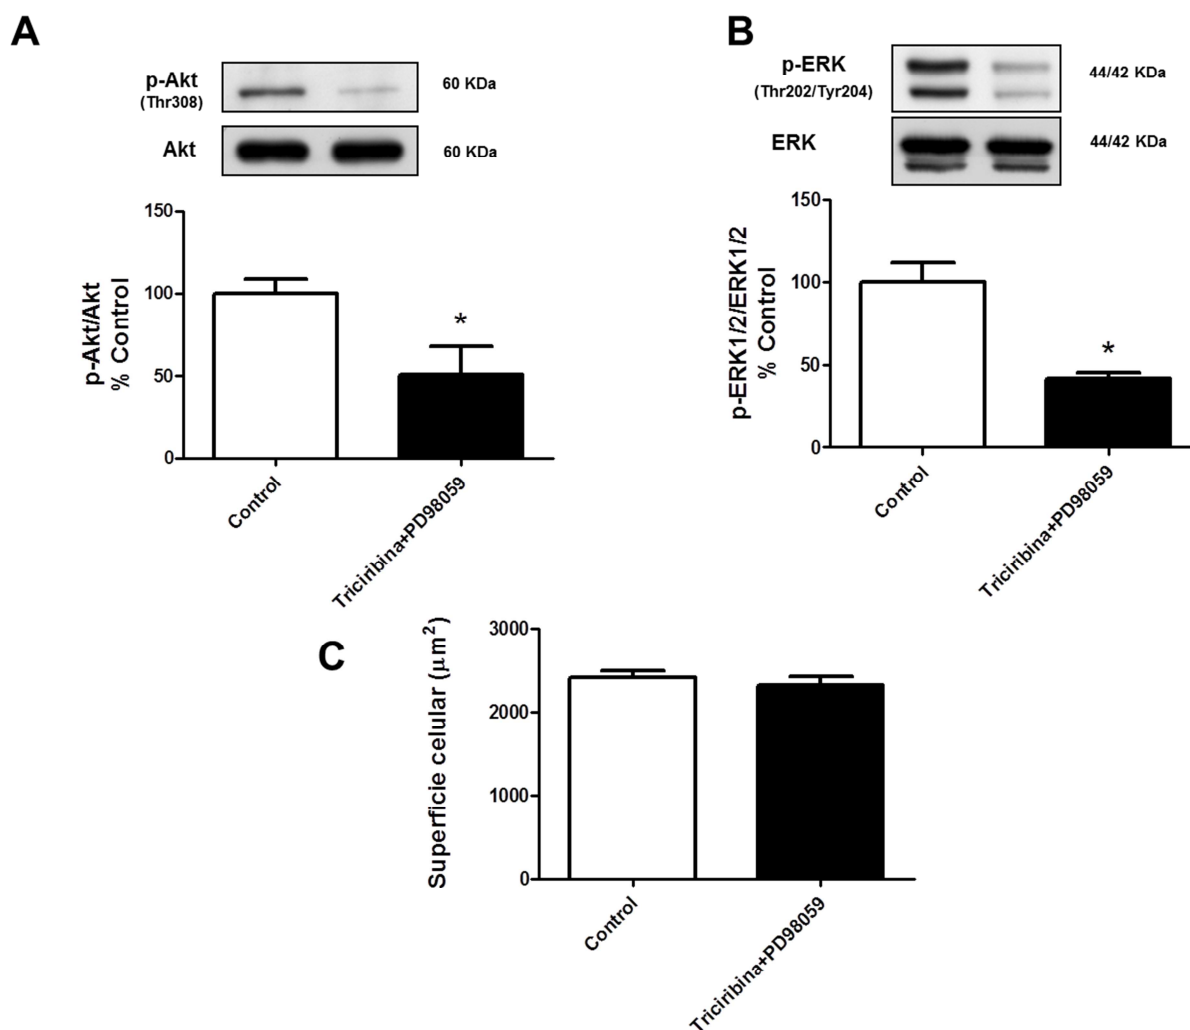 A
p-Akt
(Thr308)
60 KDa
Akt
60 KDa
150
100
50
0
p-Akt/Akt
% Control
*
Control
Triciribina+PD98059
B
p-ERK
(Thr202/Tyr204)
44/42 KDa
ERK
44/42 KDa
150
100
50
0
p-ERK1/2/ERK1/2
% Control
*
Control
Triciribina+PD98059
C
3000
2000
1000
0
Superficie celular (μm²)
Control
Triciribina+PD98059